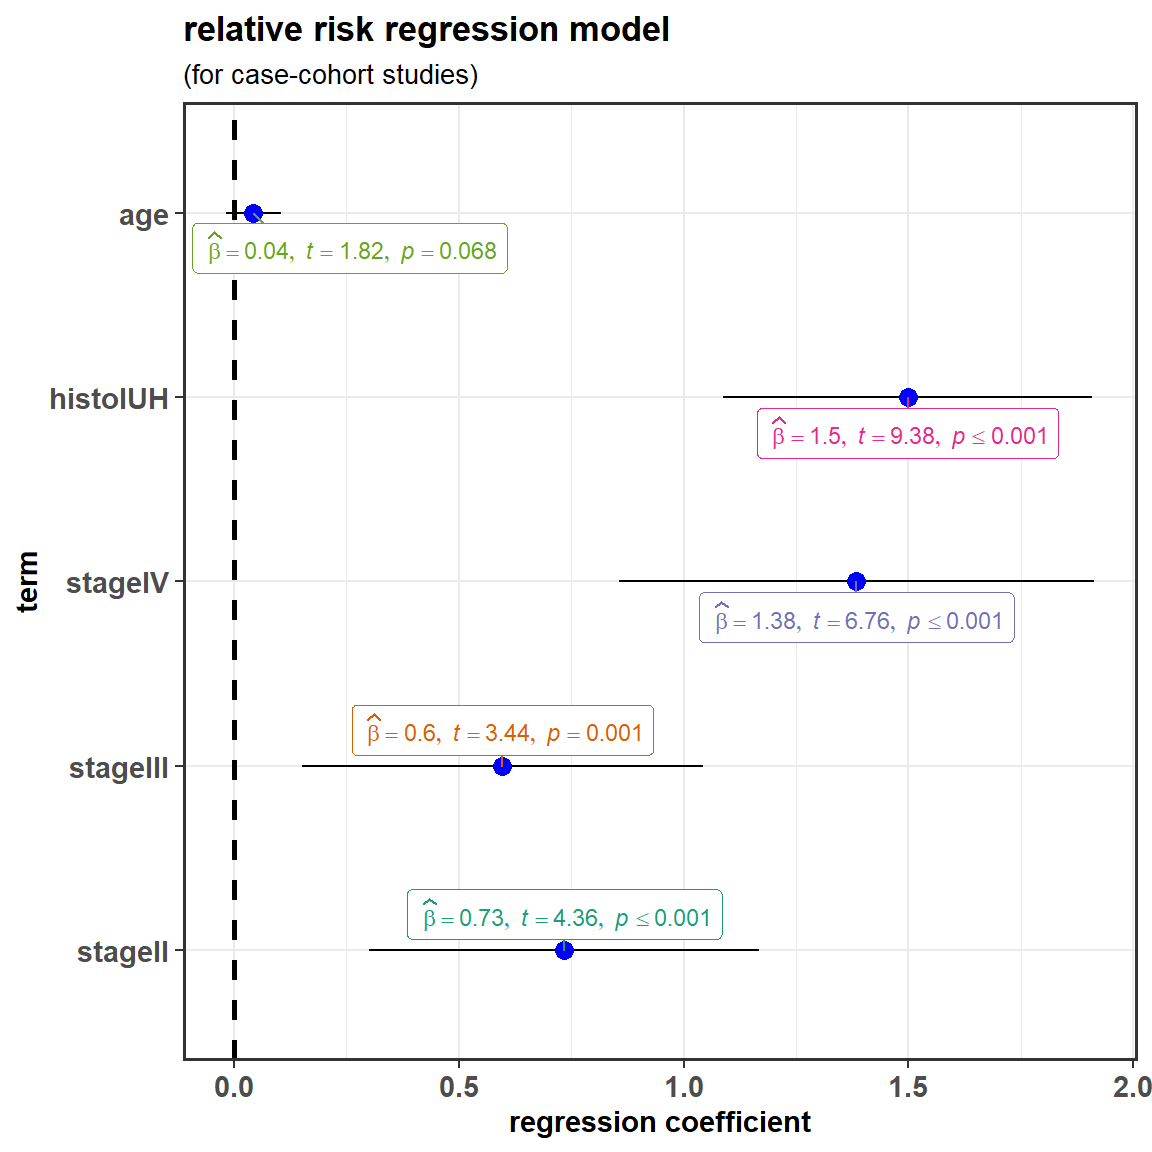 relative risk regression model
(for case-cohort studies)
term
age
β̂ = 0.04, t = 1.82, p = 0.068
histolUH
β̂ = 1.5, t = 9.38, p ≤ 0.001
stageIV
β̂ = 1.38, t = 6.76, p ≤ 0.001
β̂ = 0.6, t = 3.44, p = 0.001
stageIII
β̂ = 0.73, t = 4.36, p ≤ 0.001
stageII
0.0 0.5 1.0 1.5 2.0
regression coefficient